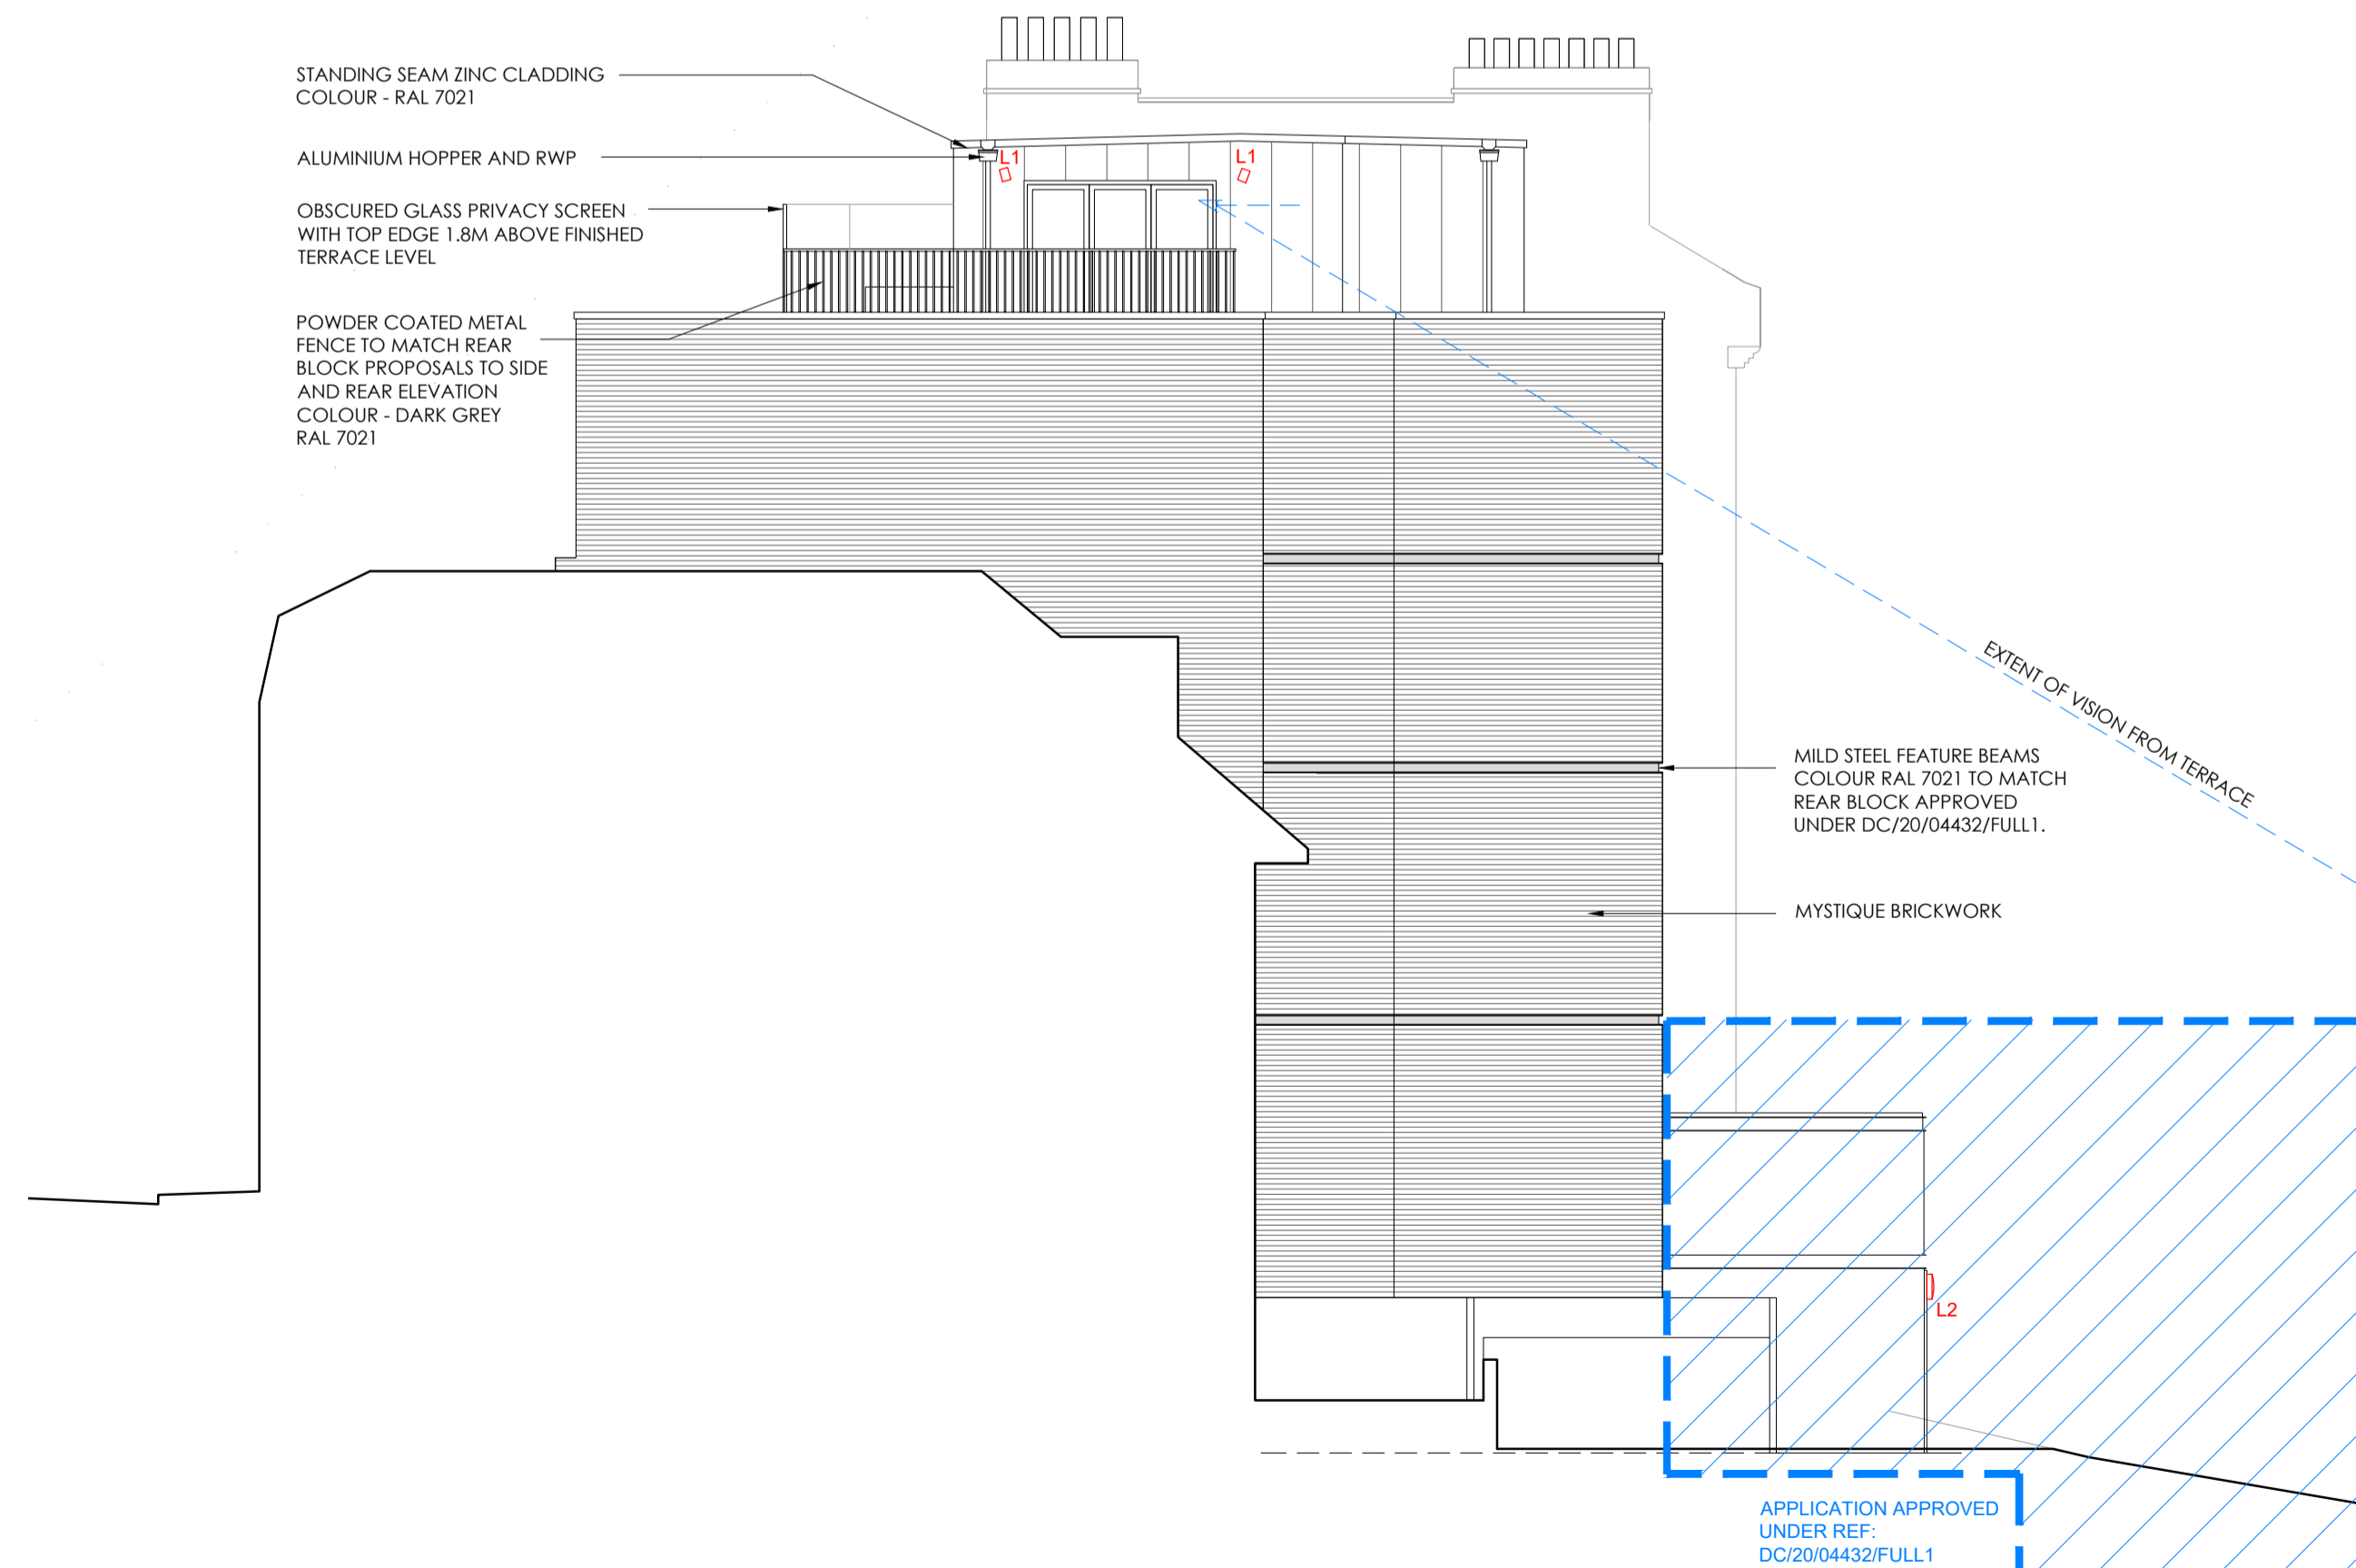 STANDING SEAM ZINC CLADDING
COLOUR - RAL 7021
ALUMINIUM HOPPER AND RWP
L1
L1
OBSCURED GLASS PRIVACY SCREEN
WITH TOP EDGE 1.8M ABOVE FINISHED
TERRACE LEVEL
POWDER COATED METAL
FENCE TO MATCH REAR
BLOCK PROPOSALS TO SIDE
AND REAR ELEVATION
COLOUR - DARK GREY
RAL 7021
EXTENT OF VISION FROM TERRACE
MILD STEEL FEATURE BEAMS
COLOUR RAL 7021 TO MATCH
REAR BLOCK APPROVED
UNDER DC/20/04432/FULL1.
MYSTIQUE BRICKWORK
L2
APPLICATION APPROVED
UNDER REF:
DC/20/04432/FULL1